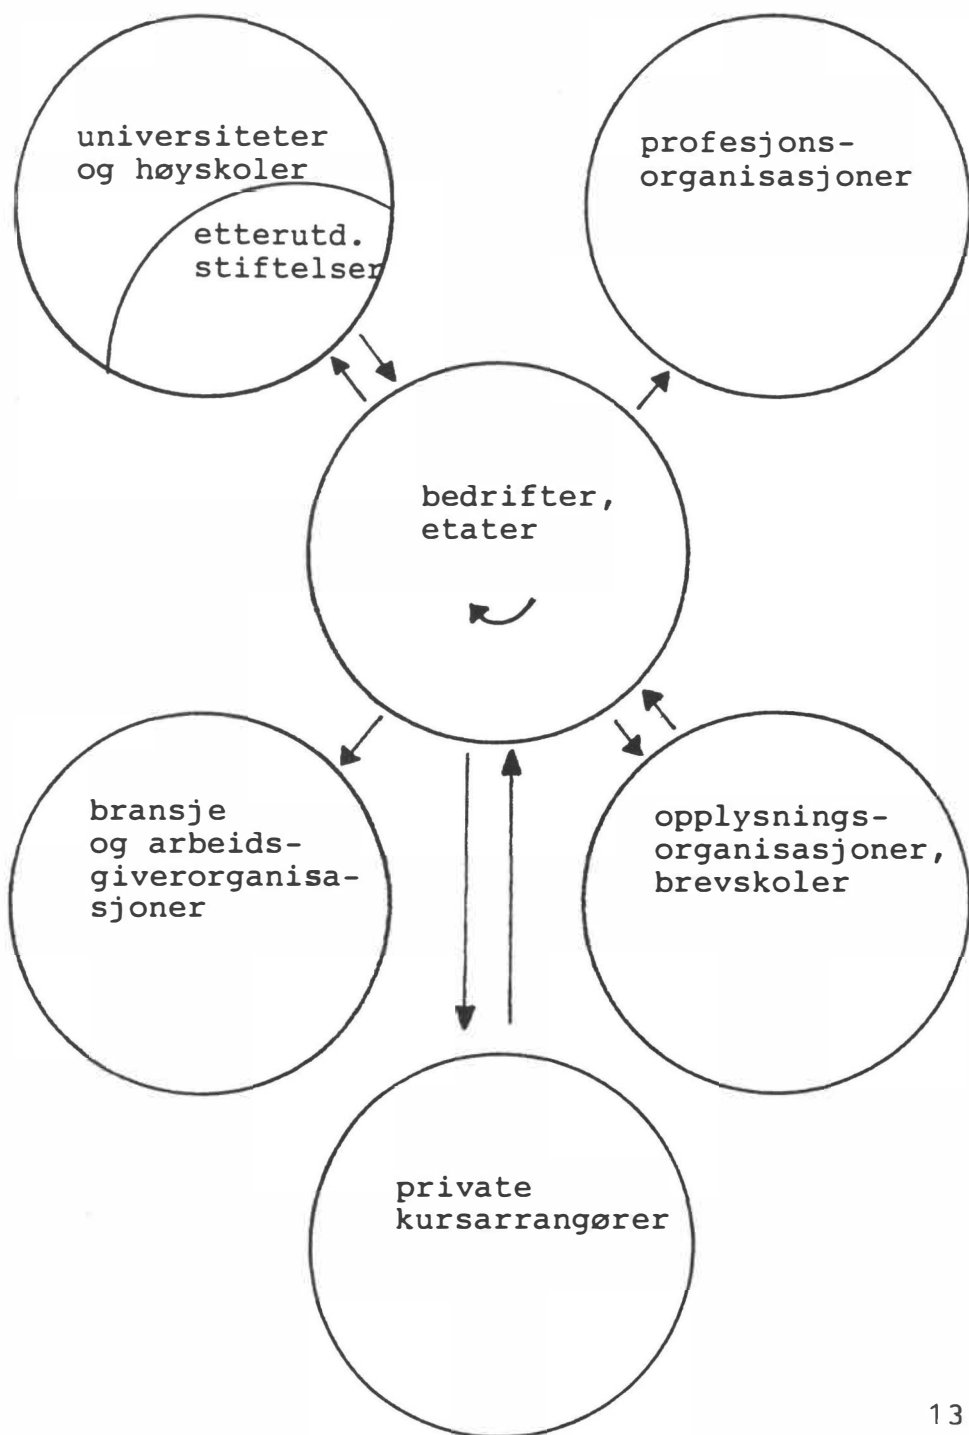 universiteter
og høyskoler
etterutd.
stiftelser
profesjons-
organisasjoner
bedrifter,
etater
bransje
og arbeids-
giverorganisa-
sjoner
opplysnings-
organisasjoner,
brevskoler
private
kursarrangører
13